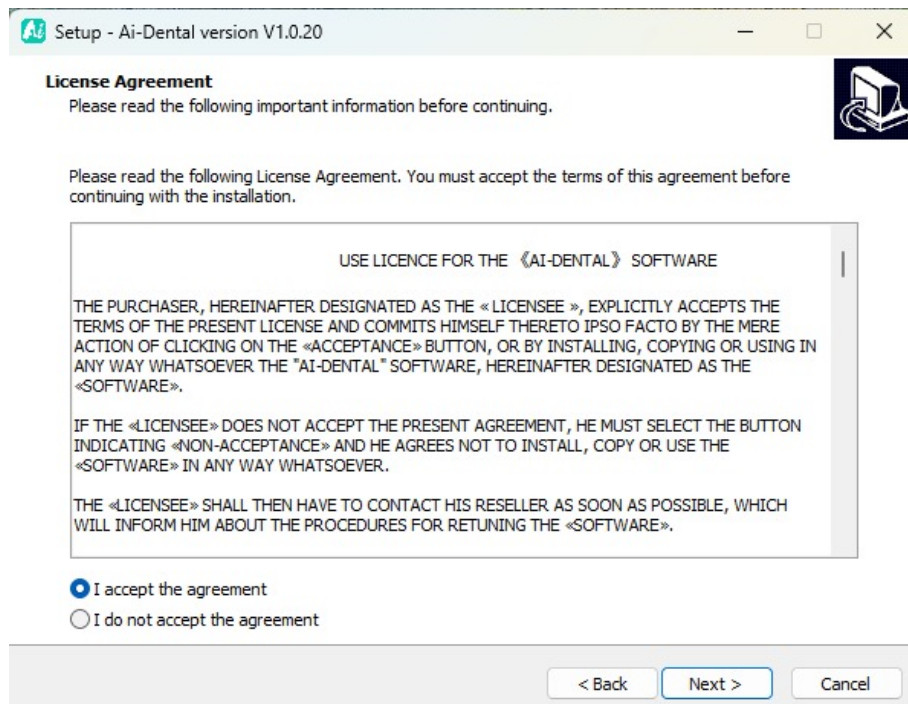 Ai Setup - Ai-Dental version V1.0.20
License Agreement
Please read the following important information before continuing.
Please read the following License Agreement. You must accept the terms of this agreement before
continuing with the installation.
USE LICENCE FOR THE 《AI-DENTAL》 SOFTWARE
THE PURCHASER, HEREINAFTER DESIGNATED AS THE « LICENSEE », EXPLICITLY ACCEPTS THE
TERMS OF THE PRESENT LICENSE AND COMMITS HIMSELF THERETO IPSO FACTO BY THE MERE
ACTION OF CLICKING ON THE «ACCEPTANCE» BUTTON, OR BY INSTALLING, COPYING OR USING IN
ANY WAY WHATSOEVER THE "AI-DENTAL" SOFTWARE, HEREINAFTER DESIGNATED AS THE
«SOFTWARE».
IF THE «LICENSEE» DOES NOT ACCEPT THE PRESENT AGREEMENT, HE MUST SELECT THE BUTTON
INDICATING «NON-ACCEPTANCE» AND HE AGREES NOT TO INSTALL, COPY OR USE THE
«SOFTWARE» IN ANY WAY WHATSOEVER.
THE «LICENSEE» SHALL THEN HAVE TO CONTACT HIS RESELLER AS SOON AS POSSIBLE, WHICH
WILL INFORM HIM ABOUT THE PROCEDURES FOR RETUNING THE «SOFTWARE».
I accept the agreement
I do not accept the agreement
< Back Next > Cancel